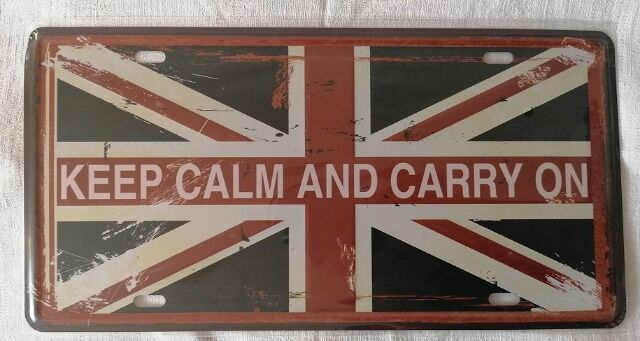 KEEP CALM AND CARRY ON